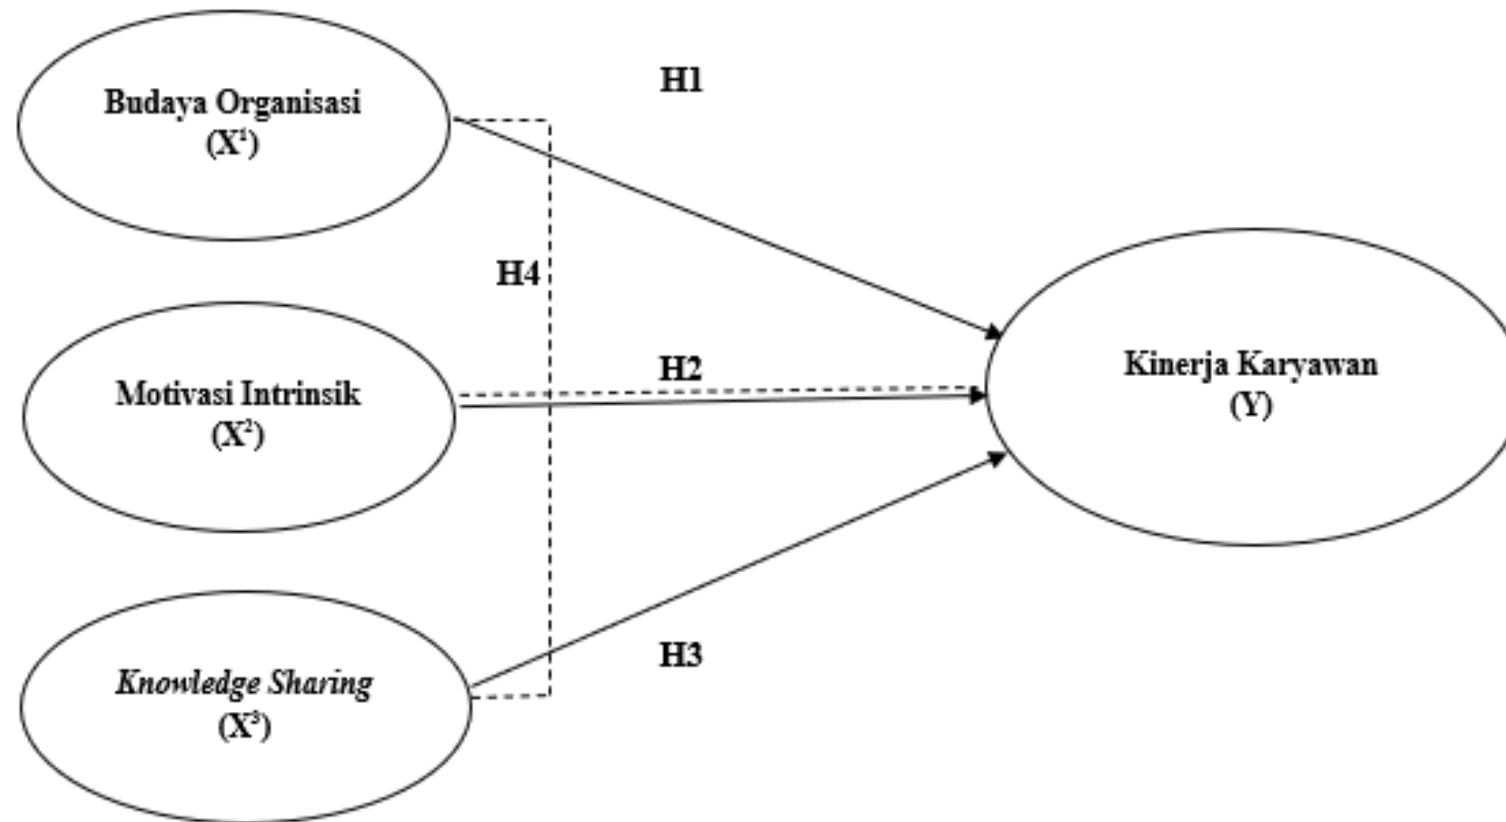 H1
Budaya Organisasi
(X¹)
H4
H2
Motivasi Intrinsik
(X²)
Kinerja Karyawan
(Y)
H3
Knowledge Sharing
(X³)